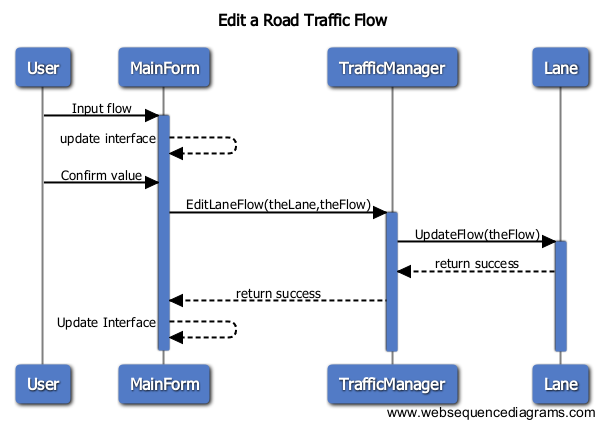 Edit a Road Traffic Flow
User
MainForm
TrafficManager
Lane
Input flow
update interface
Confirm value
EditLaneFlow(theLane,theFlow)
UpdateFlow(theFlow)
return success
return success
Update Interface
User
MainForm
TrafficManager
Lane
www.websequencediagrams.com